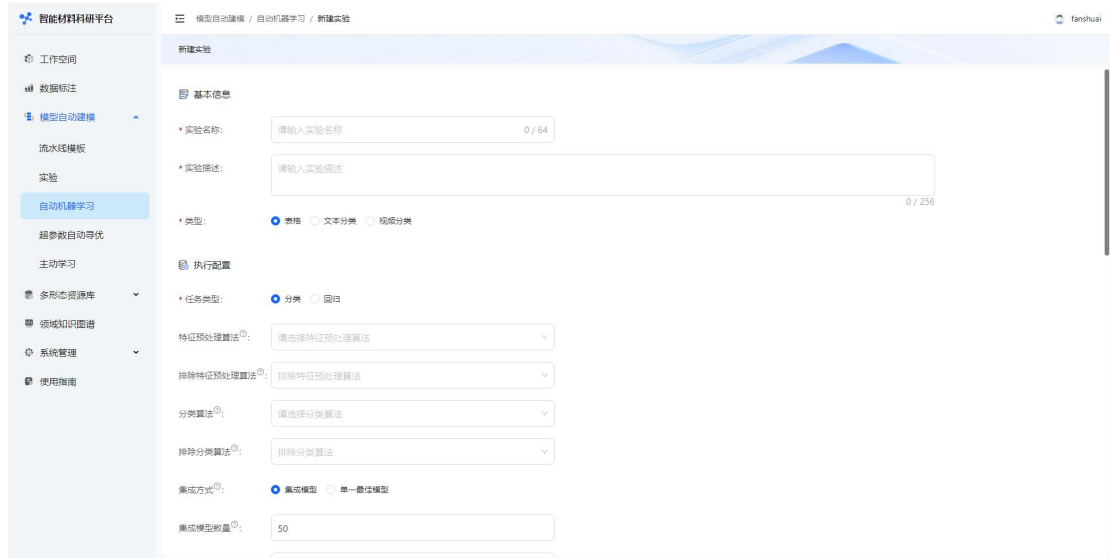 智能材料科研平台
模型自动建模 / 自动机器学习 / 新建实验
fanshuai
工作空间
数据标注
模型自动建模
流水线模板
实验
自动机器学习
超参数自动寻优
主动学习
多形态资源库
领域知识图谱
系统管理
使用指南
新建实验
基本信息
* 实验名称: 请输入实验名称 0 / 64
* 实验描述: 请输入实验描述
0 / 256
* 类型: 表格 文本分类 视频分类
执行配置
* 任务类型: 分类 回归
特征预处理算法?: 请选择特征预处理算法
排除特征预处理算法?: 排除特征预处理算法
分类算法?: 请选择分类算法
排除分类算法?: 排除分类算法
集成方式?: 集成模型 单一最佳模型
集成模型数量?: 50